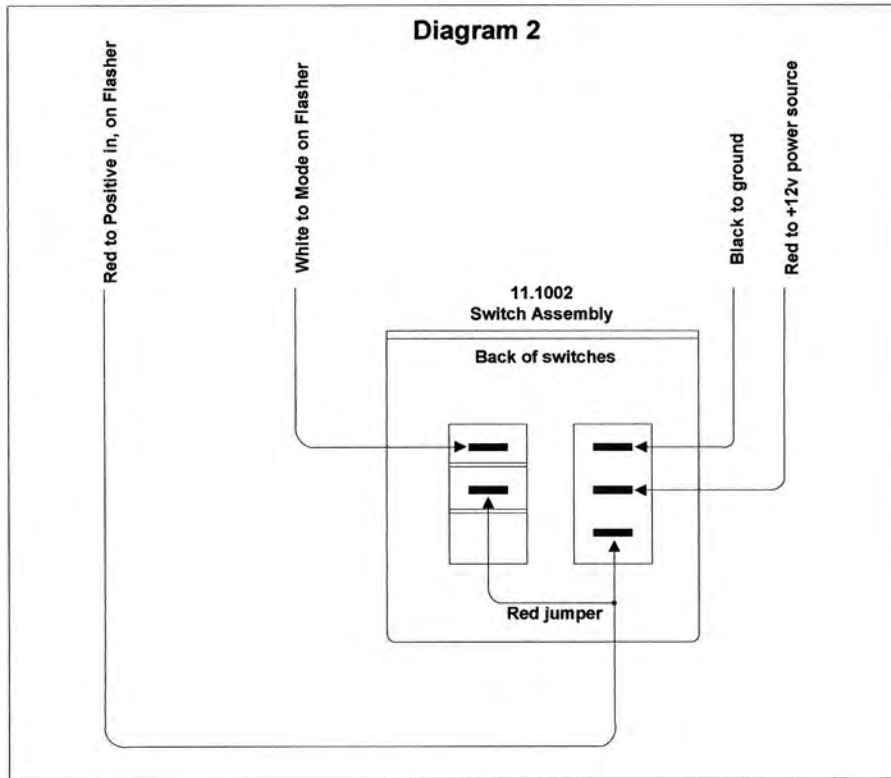 Diagram 2
Red to Positive in, on Flasher
White to Mode on Flasher
Black to ground
Red to +12v power source
11.1002
Switch Assembly
Back of switches
Red jumper